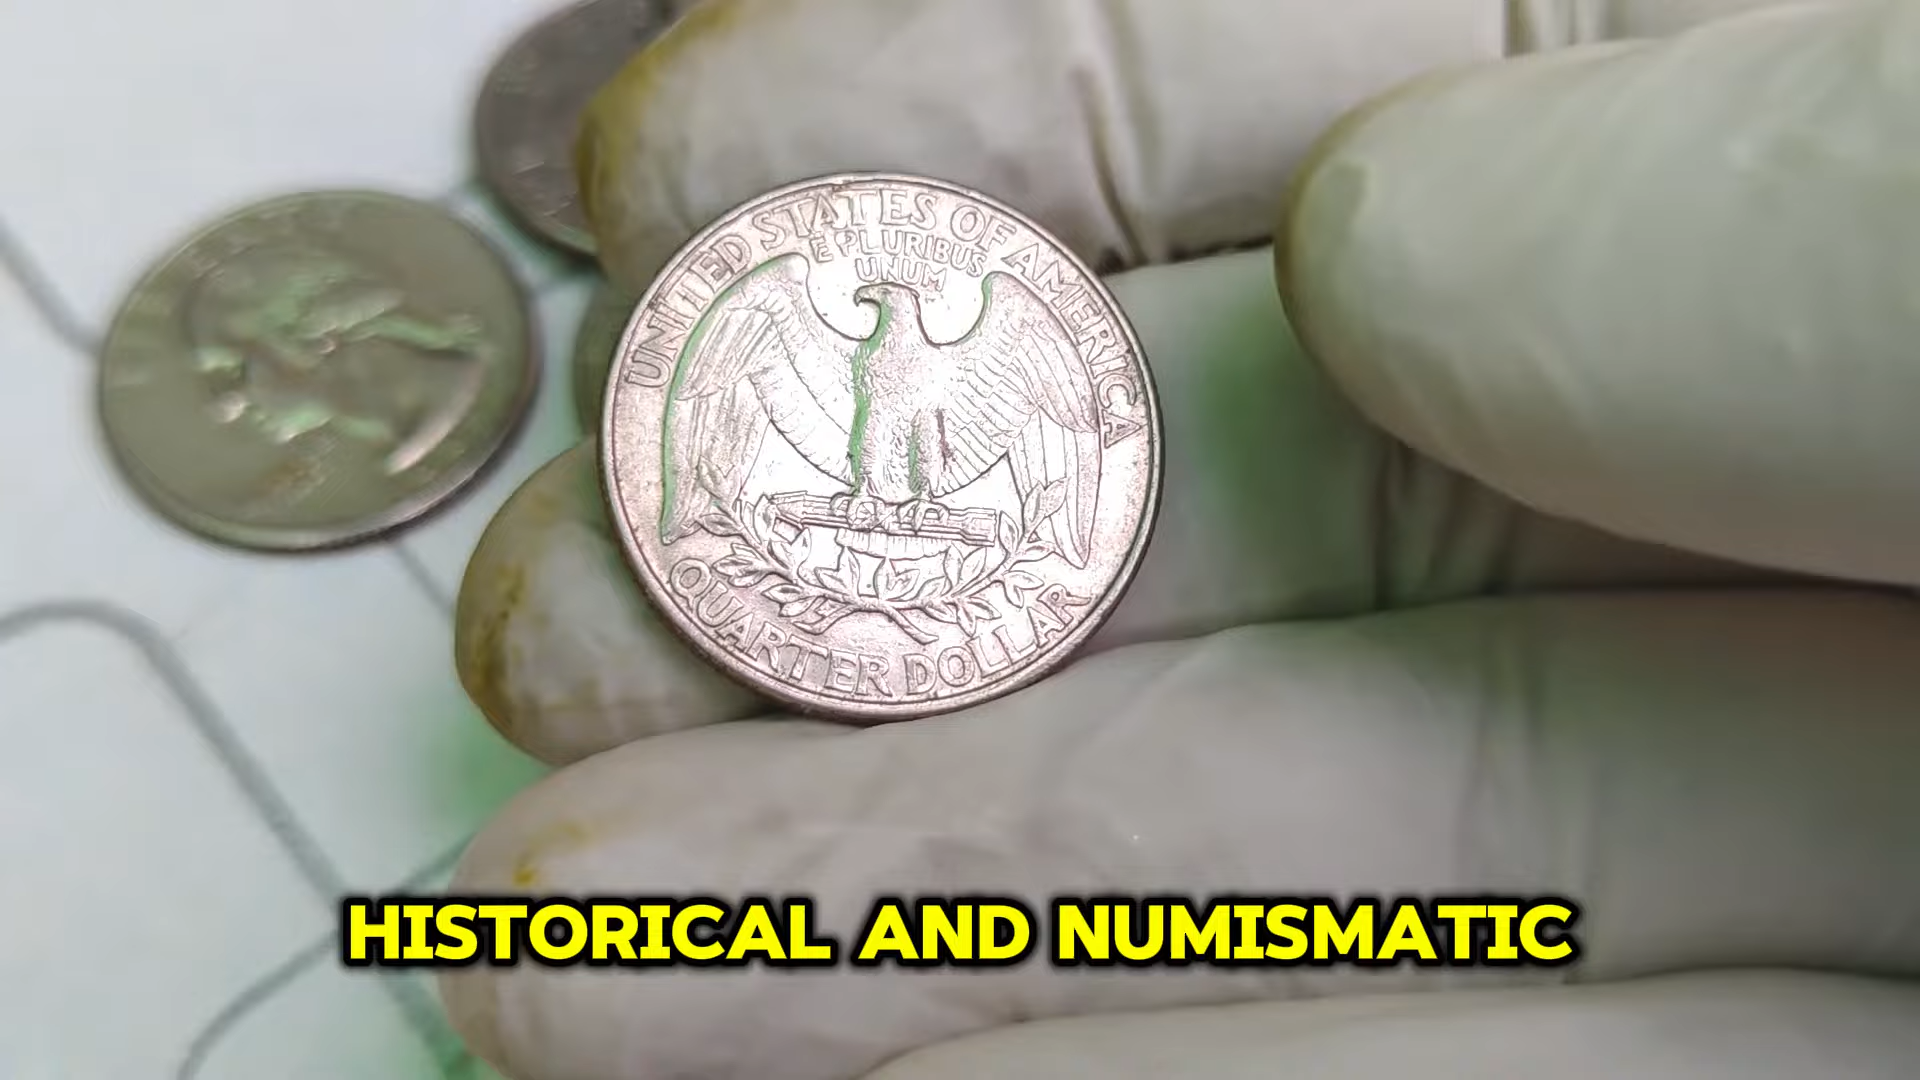 UNITED STATES OF AMERICA
E PLURIBUS
UNUM
QUARTER DOLLAR
HISTORICAL AND NUMISMATIC